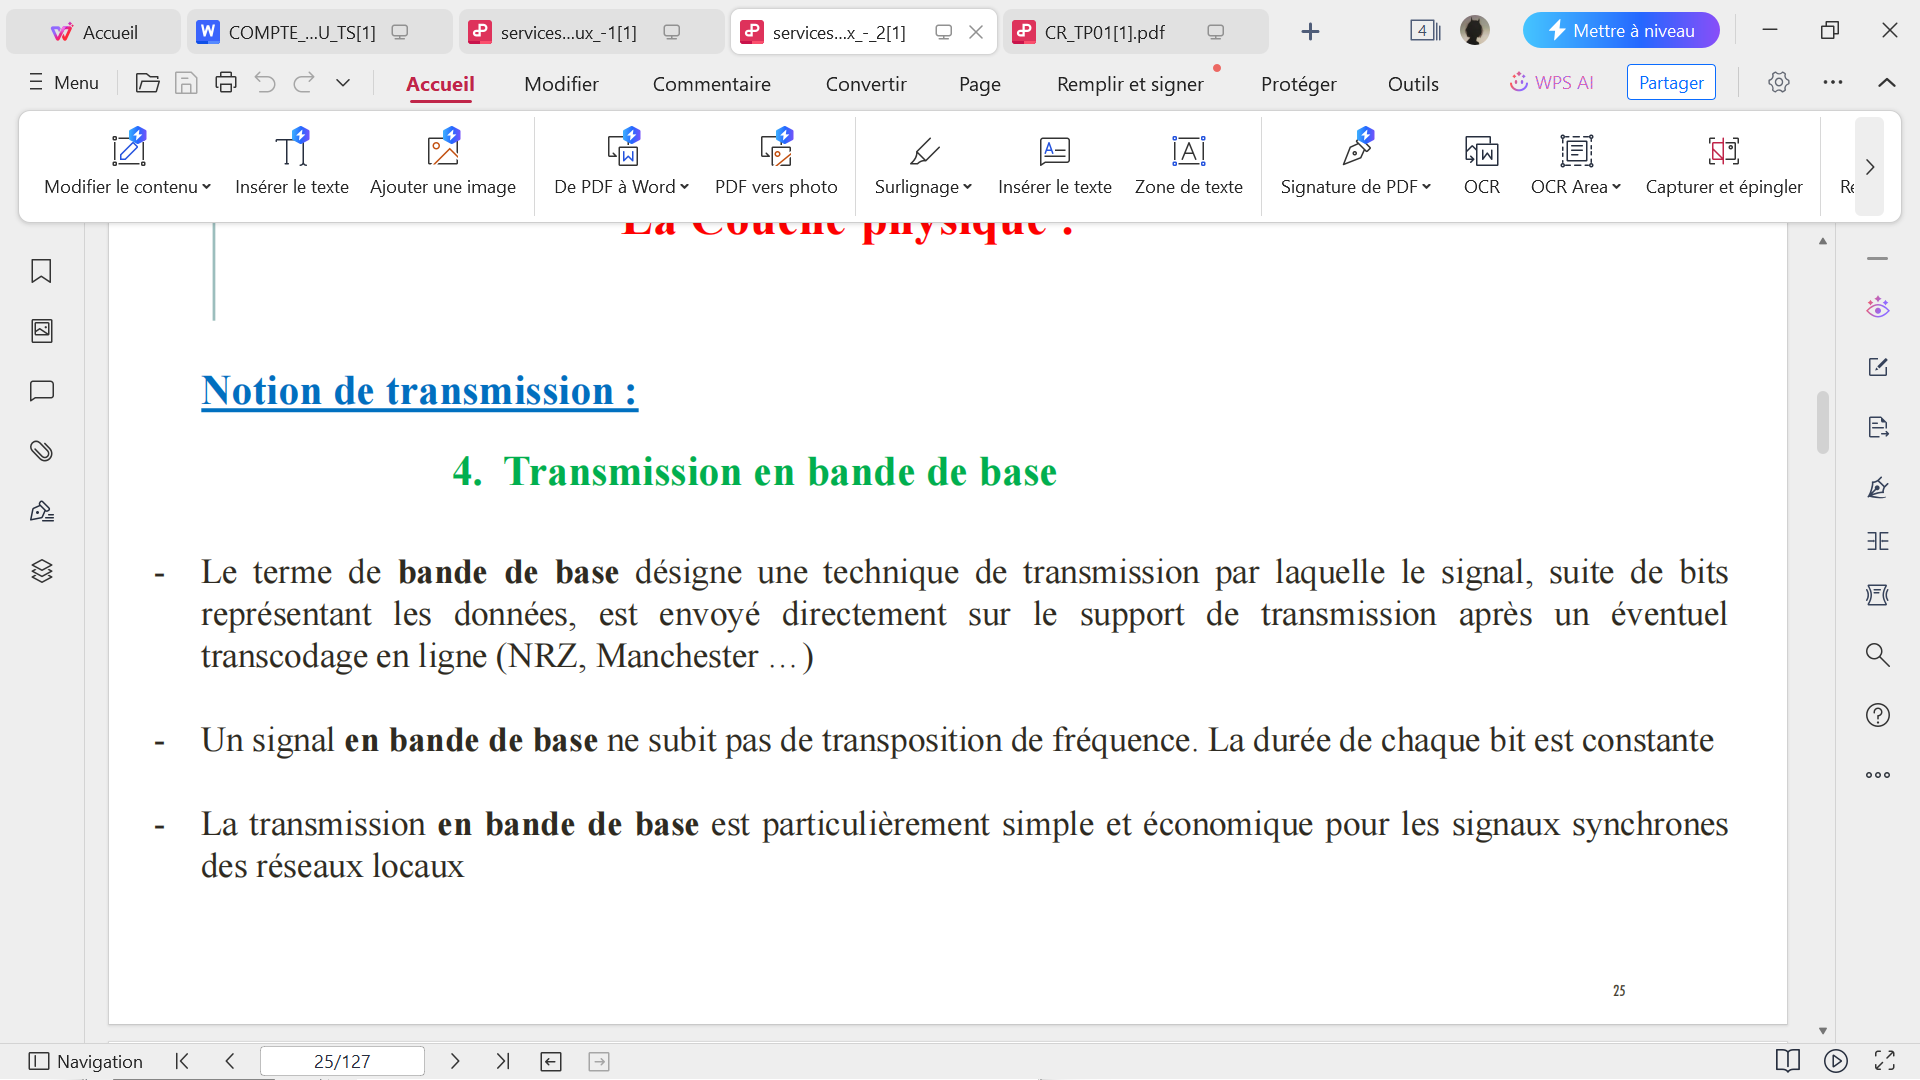 Accueil
COMPTE_...U_TS[1]
services...ux_-1[1]
services...x_-_2[1]
CR_TP01[1].pdf
4
Mettre à niveau
Menu
Accueil
Modifier
Commentaire
Convertir
Page
Remplir et signer
Protéger
Outils
WPS AI
Partager
Modifier le contenu
Insérer le texte
Ajouter une image
De PDF à Word
PDF vers photo
Surlignage
Insérer le texte
Zone de texte
Signature de PDF
OCR
OCR Area
Capturer et épingler
La Couche physique :
Notion de transmission :
4. Transmission en bande de base
- Le terme de bande de base désigne une technique de transmission par laquelle le signal, suite de bits
représentant les données, est envoyé directement sur le support de transmission après un éventuel
transcodage en ligne (NRZ, Manchester …)
- Un signal en bande de base ne subit pas de transposition de fréquence. La durée de chaque bit est constante
- La transmission en bande de base est particulièrement simple et économique pour les signaux synchrones
des réseaux locaux
25
Navigation
25/127